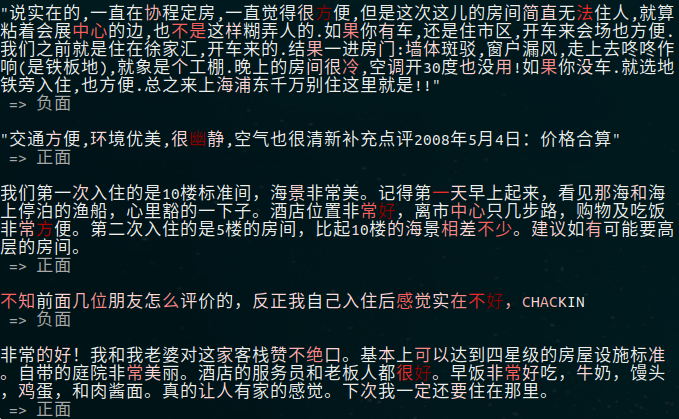 "说实在的,一直在协程定房,一直觉得很方便,但是这次这儿的房间简直无法住人,就算
粘着会展中心的边,也不是这样糊弄人的.如果你有车,还是住市区,开车来会场也方便.
我们之前就是住在徐家汇,开车来的.结果一进房门:墙体斑驳,窗户漏风,走上去咚咚作
响(是铁板地),就象是个工棚.晚上的房间很冷,空调开30度也没用!如果你没车.就选地
铁旁入住,也方便.总之来上海浦东千万别住这里就是!!"
=> 负面
"交通方便,环境优美,很幽静,空气也很清新补充点评2008年5月4日：价格合算"
=> 正面
我们第一次入住的是10楼标准间，海景非常美。记得第一天早上起来，看见那海和海
上停泊的渔船，心里豁的一下子。酒店位置非常好，离市中心只几步路，购物及吃饭
非常方便。第二次入住的是5楼的房间，比起10楼的海景相差不少。建议如有可能要高
层的房间。
=> 正面
不知前面几位朋友怎么评价的，反正我自己入住后感觉实在不好，CHACKIN
=> 负面
非常的好！我和我老婆对这家客栈赞不绝口。基本上可以达到四星级的房屋设施标准
。自带的庭院非常美丽。酒店的服务员和老板人都很好。早饭非常好吃，牛奶，馒头
，鸡蛋，和肉酱面。真的让人有家的感觉。下次我一定还要住在那里。
=> 正面